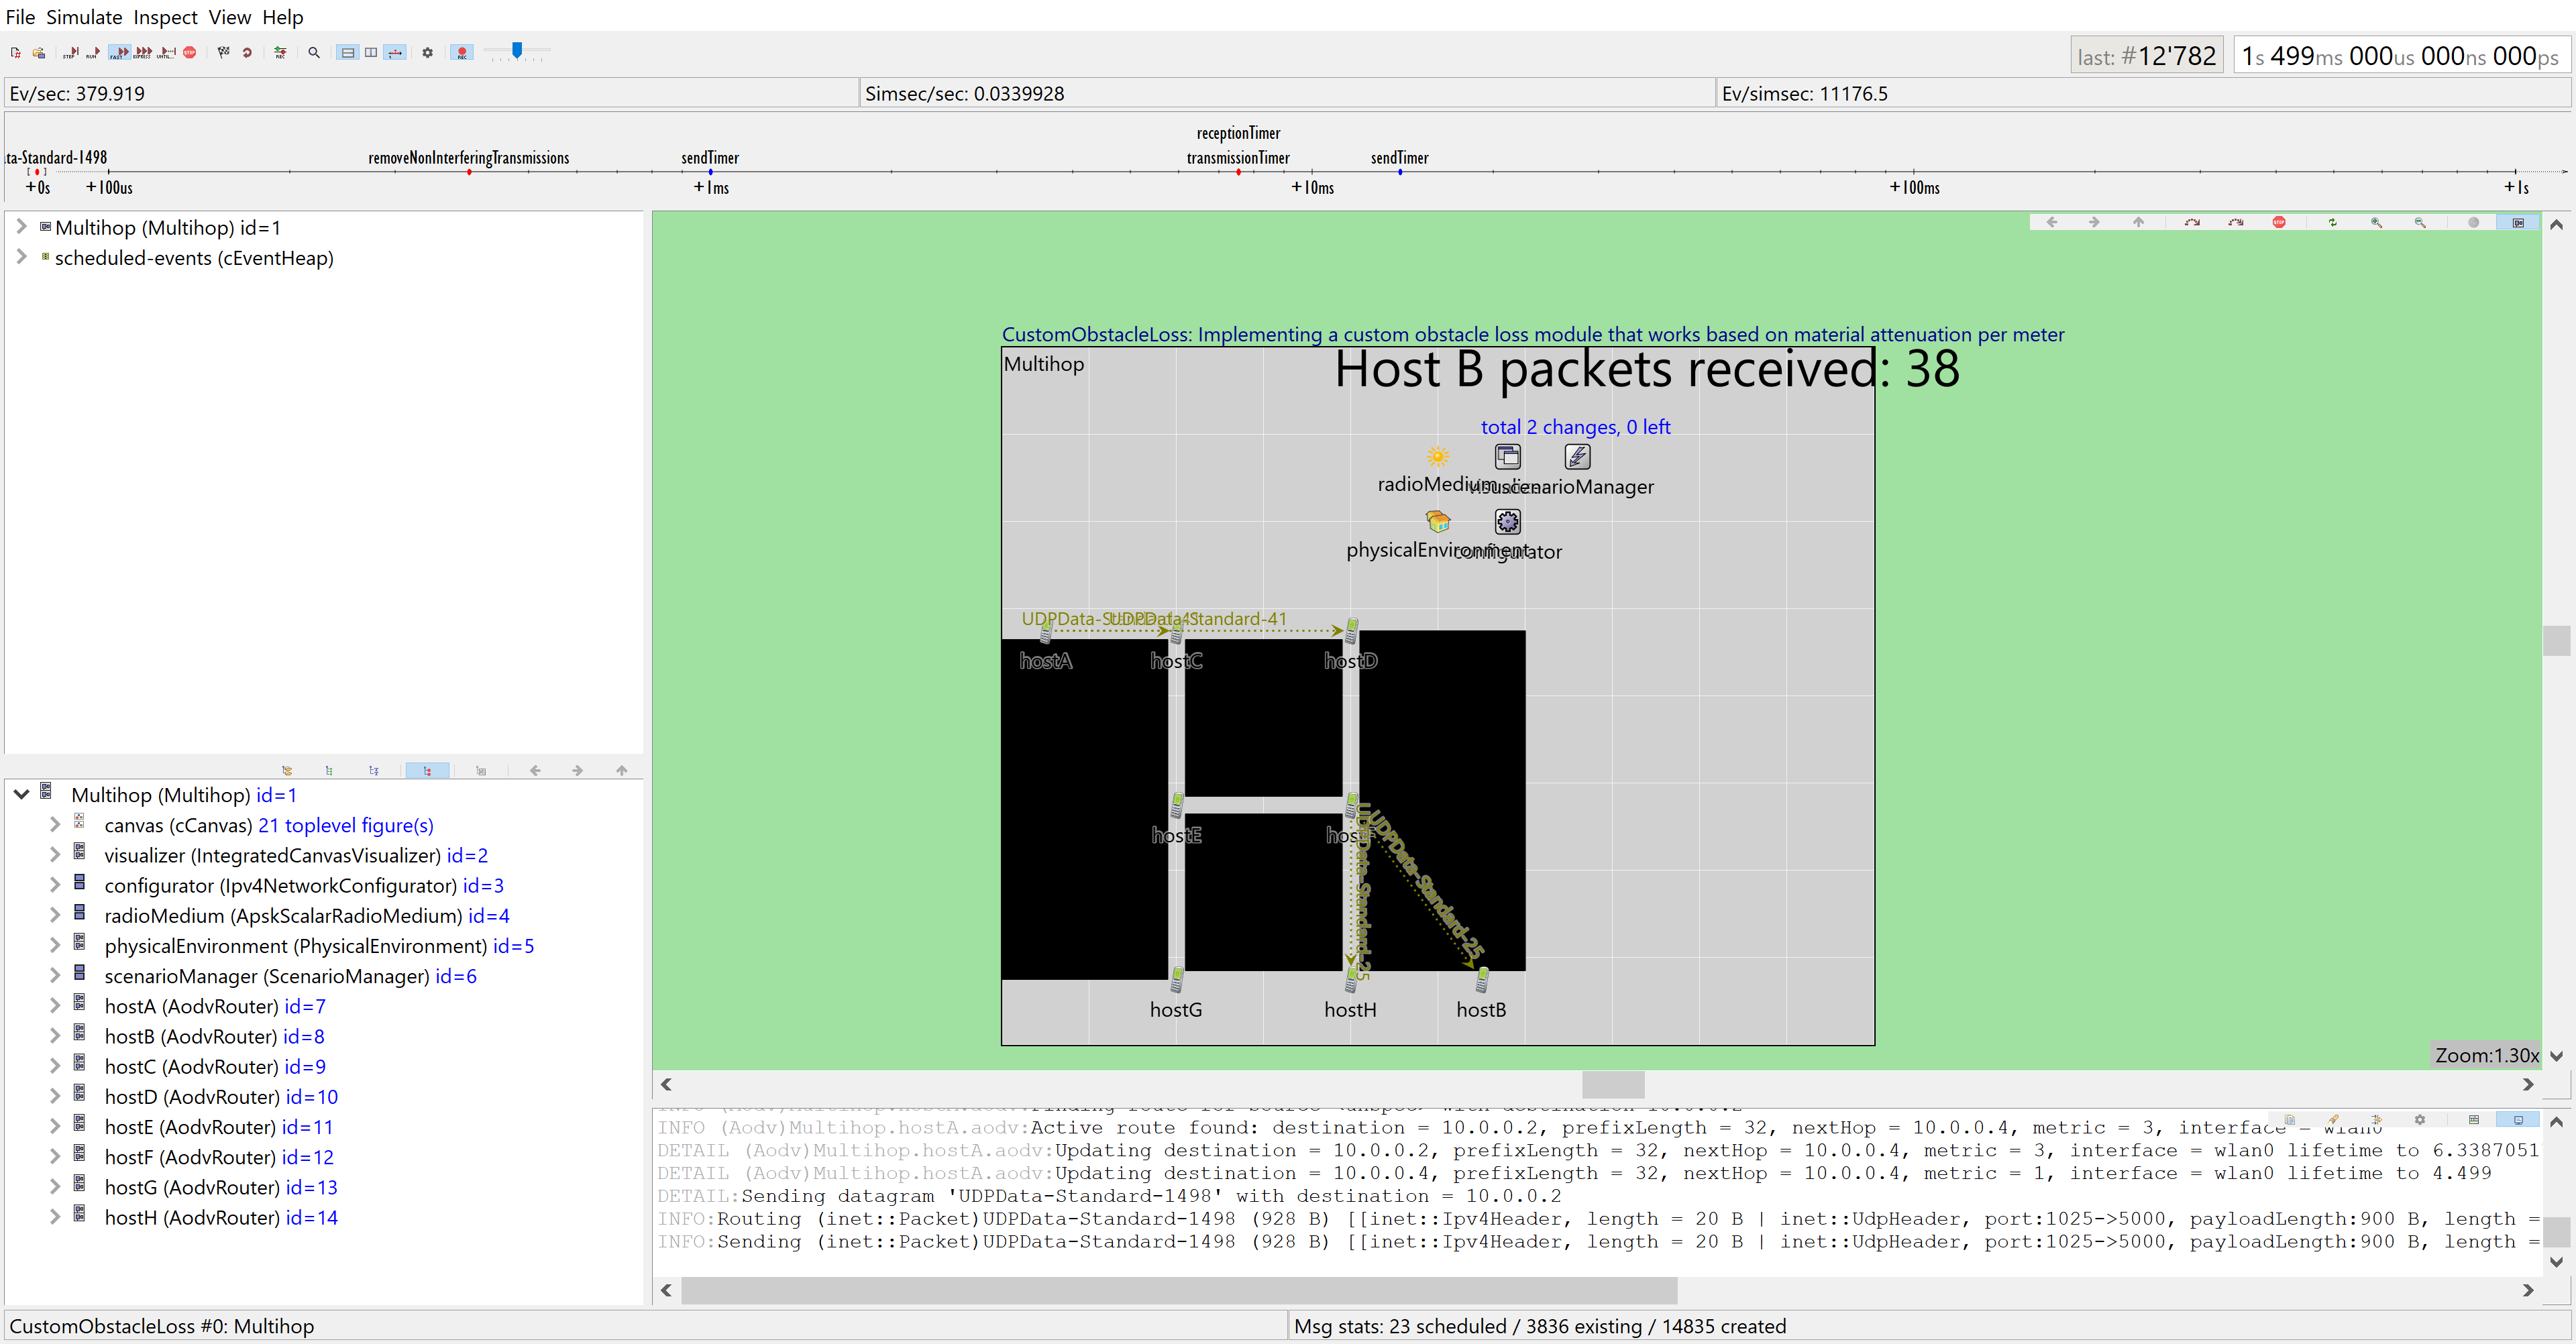 File Simulate Inspect View Help
last: #12'782
1s 499ms 000us 000ns 000ps
Ev/sec: 379.919
Simsec/sec: 0.0339928
Ev/simsec: 11176.5
receptionTimer
ta-Standard-1498 removeNonInterferingTransmissions sendTimer transmissionTimer sendTimer
+0s +100us +1ms +10ms +100ms +1s
Multihop (Multihop) id=1
scheduled-events (cEventHeap)
Multihop (Multihop) id=1
canvas (cCanvas) 21 toplevel figure(s)
visualizer (IntegratedCanvasVisualizer) id=2
configurator (Ipv4NetworkConfigurator) id=3
radioMedium (ApskScalarRadioMedium) id=4
physicalEnvironment (PhysicalEnvironment) id=5
scenarioManager (ScenarioManager) id=6
hostA (AodvRouter) id=7
hostB (AodvRouter) id=8
hostC (AodvRouter) id=9
hostD (AodvRouter) id=10
hostE (AodvRouter) id=11
hostF (AodvRouter) id=12
hostG (AodvRouter) id=13
hostH (AodvRouter) id=14
CustomObstacleLoss: Implementing a custom obstacle loss module that works based on material attenuation per meter
Multihop
Host B packets received: 38
total 2 changes, 0 left
radioMedium scenarioManager
physicalEnvironment configurator
UDPData-Standard-41
hostA hostC hostD
hostE
UDPData-Standard-25
UDPData-Standard-25
hostG hostH hostB
Zoom:1.30x
INFO (Aodv)Multihop.hostA.aodv:Active route found: destination = 10.0.0.2, prefixLength = 32, nextHop = 10.0.0.4, metric = 3, interface = wlan0
DETAIL (Aodv)Multihop.hostA.aodv:Updating destination = 10.0.0.2, prefixLength = 32, nextHop = 10.0.0.4, metric = 3, interface = wlan0 lifetime to 6.3387051
DETAIL (Aodv)Multihop.hostA.aodv:Updating destination = 10.0.0.4, prefixLength = 32, nextHop = 10.0.0.4, metric = 1, interface = wlan0 lifetime to 4.499
DETAIL:Sending datagram 'UDPData-Standard-1498' with destination = 10.0.0.2
INFO:Routing (inet::Packet)UDPData-Standard-1498 (928 B) [[inet::Ipv4Header, length = 20 B | inet::UdpHeader, port:1025->5000, payloadLength:900 B, length =
INFO:Sending (inet::Packet)UDPData-Standard-1498 (928 B) [[inet::Ipv4Header, length = 20 B | inet::UdpHeader, port:1025->5000, payloadLength:900 B, length =
CustomObstacleLoss #0: Multihop
Msg stats: 23 scheduled / 3836 existing / 14835 created